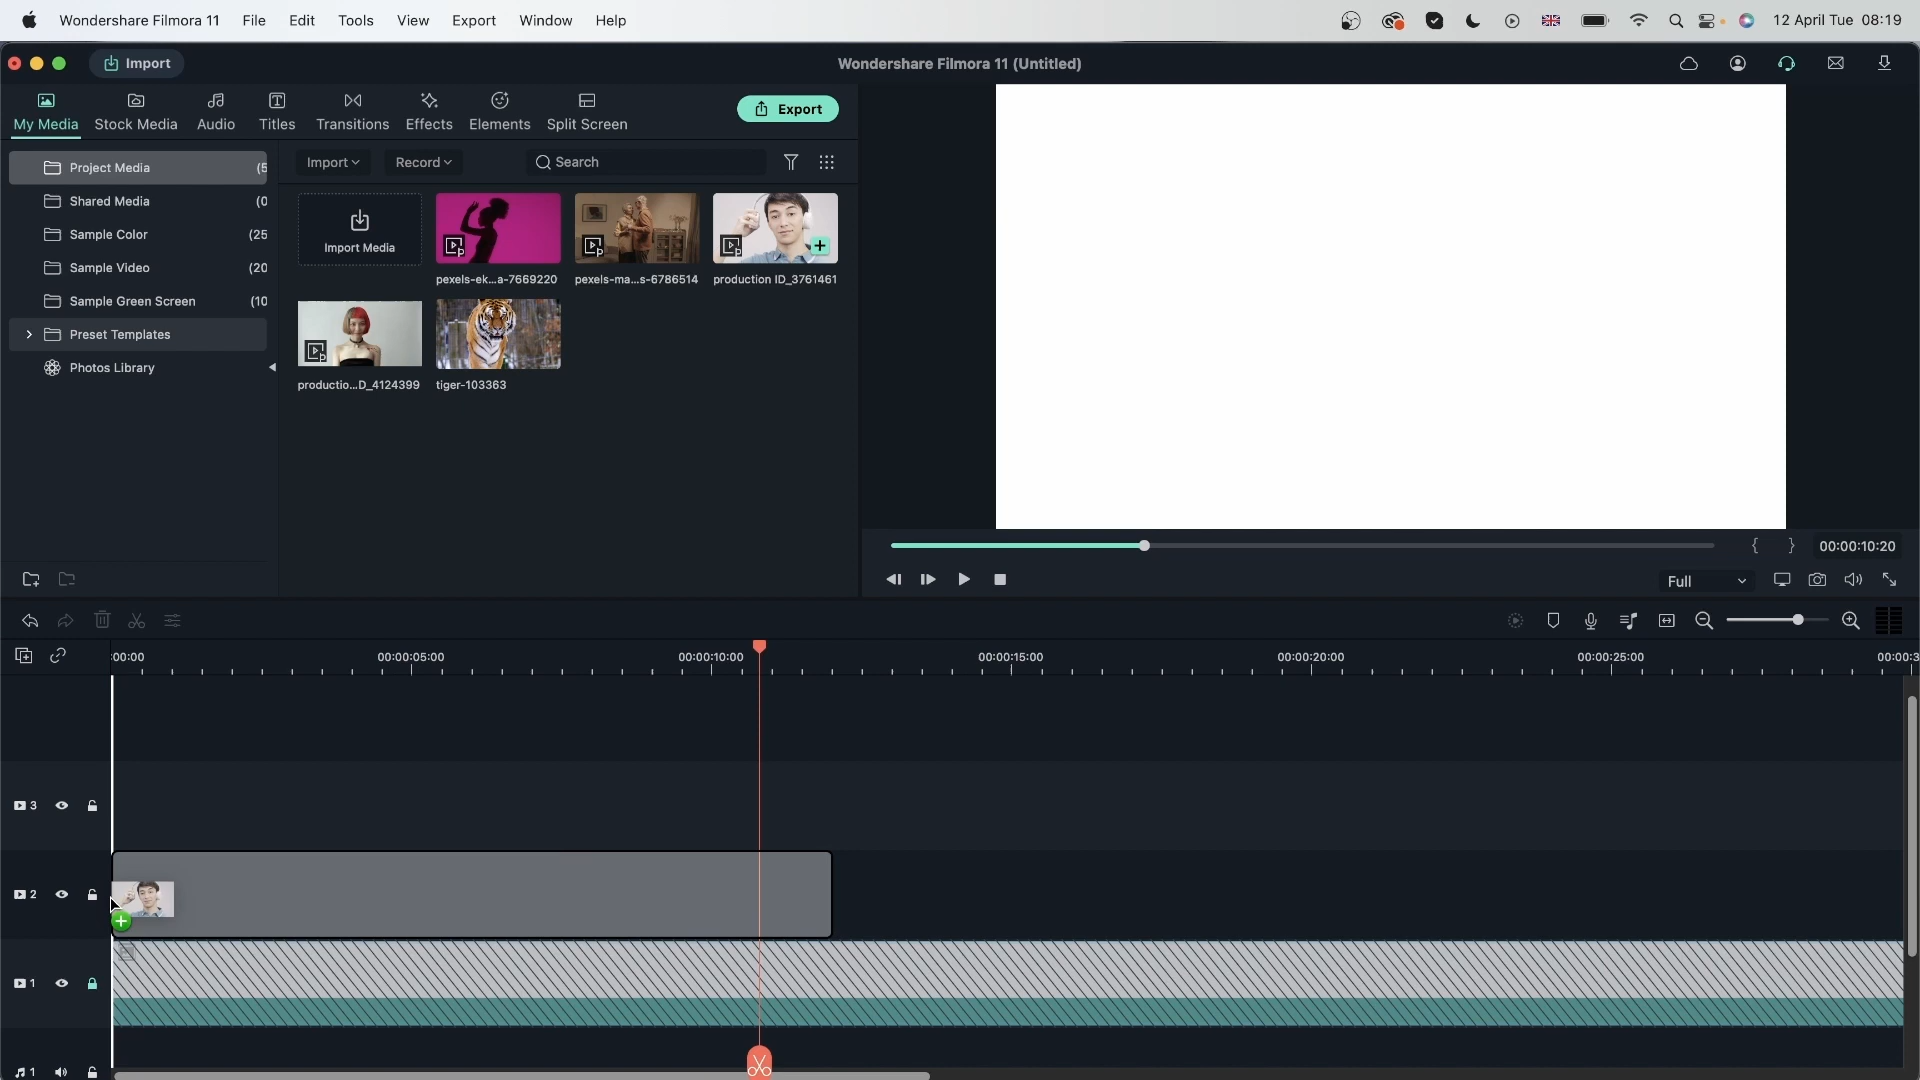 Wondershare Filmora 11 File Edit Tools View Export Window Help 12 April Tue 08:19
Import Wondershare Filmora 11 (Untitled)
My Media Stock Media Audio Titles Transitions Effects Elements Split Screen Export
Import Record Search
Project Media (5
Shared Media (0
Sample Color (25
Sample Video (20
Sample Green Screen (10
Preset Templates
Photos Library
Import Media
pexels-ek...a-7669220 pexels-ma...s-6786514 production ID_3761461
productio...D_4124399 tiger-103363
{ } 00:00:10:20
Full
:00:00 00:00:05:00 00:00:10:00 00:00:15:00 00:00:20:00 00:00:25:00 00:00:3
3
2
1
1